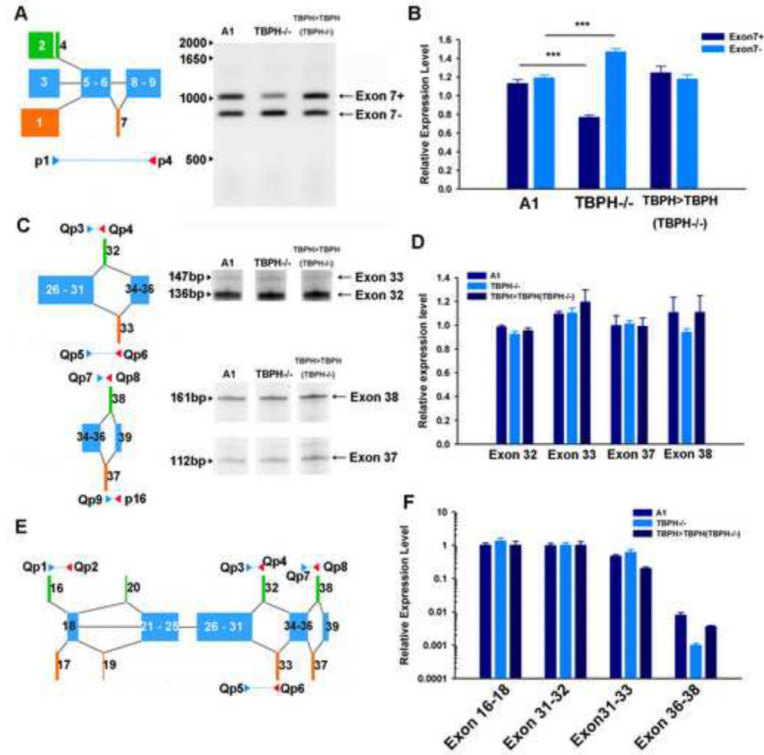 A
2
4
3
5 - 6
8 - 9
1
7
p1
p4
2000
1650
1000
500
A1
TBPH-/-
TBPH>TBPH
(TBPH-/-)
Exon 7+
Exon 7-
B
Relative Expression Level
1.6
1.4
1.2
1.0
0.8
0.6
0.4
0.2
0.0
***
***
Exon7+
Exon7-
A1
TBPH-/-
TBPH>TBPH
(TBPH-/-)
C
Qp3
Qp4
32
26 - 31
34-36
33
Qp5
Qp6
Qp7
Qp8
38
34-36
39
37
Qp9
p16
A1
TBPH-/-
TBPH>TBPH
(TBPH-/-)
147bp
136bp
Exon 33
Exon 32
A1
TBPH-/-
TBPH>TBPH
(TBPH-/-)
161bp
Exon 38
112bp
Exon 37
D
A1
TBPH-/-
TBPH>TBPH(TBPH-/-)
Relative expression level
1.4
1.2
1.0
0.8
0.6
0.4
0.2
0.0
Exon 32
Exon 33
Exon 37
Exon 38
E
Qp1
Qp2
16
20
18
21 - 25
26 - 31
17
19
Qp3
Qp4
32
Qp7
Qp8
38
34-36
39
33
37
Qp5
Qp6
F
A1
TBPH-/-
TBPH>TBPH(TBPH-/-)
Relative Expression Level
10
1
0.1
0.01
0.001
0.0001
Exon 16-18
Exon 31-32
Exon31-33
Exon 36-38